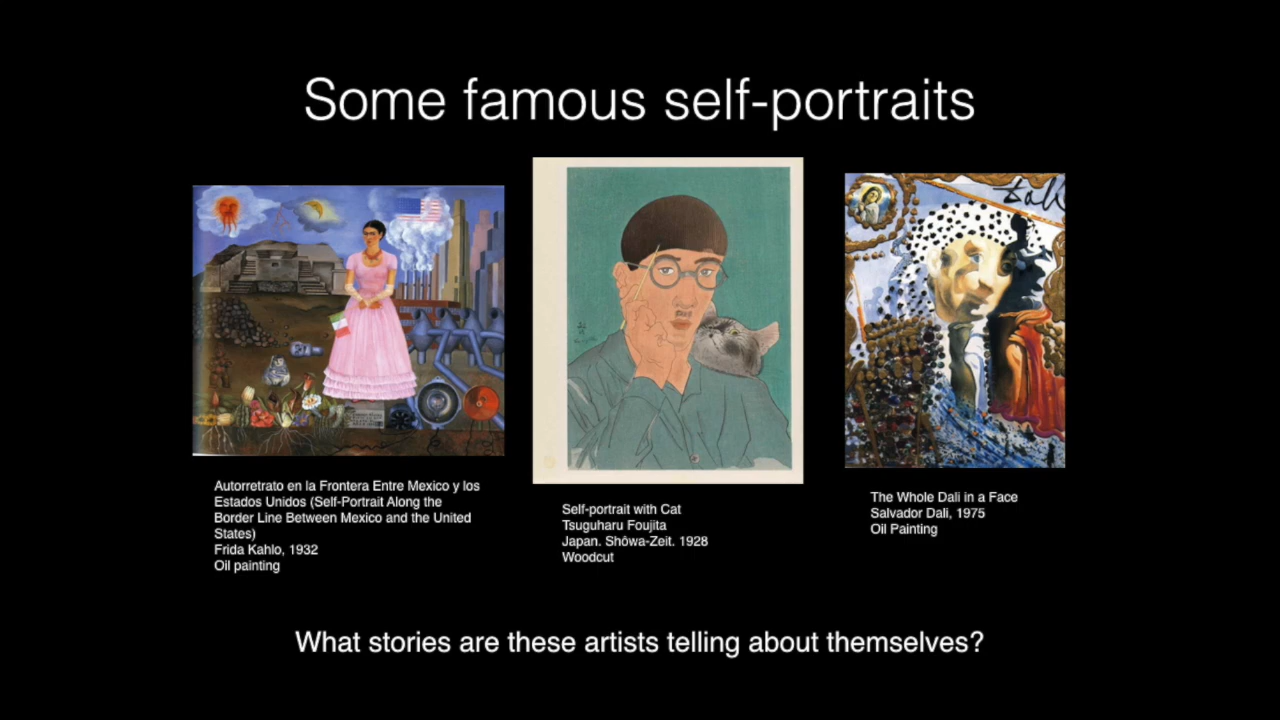 Some famous self-portraits
Autorretrato en la Frontera Entre Mexico y los
Estados Unidos (Self-Portrait Along the
Border Line Between Mexico and the United
States)
Frida Kahlo, 1932
Oil painting
Self-portrait with Cat
Tsuguharu Foujita
Japan. Shōwa-Zeit. 1928
Woodcut
The Whole Dali in a Face
Salvador Dali, 1975
Oil Painting
What stories are these artists telling about themselves?